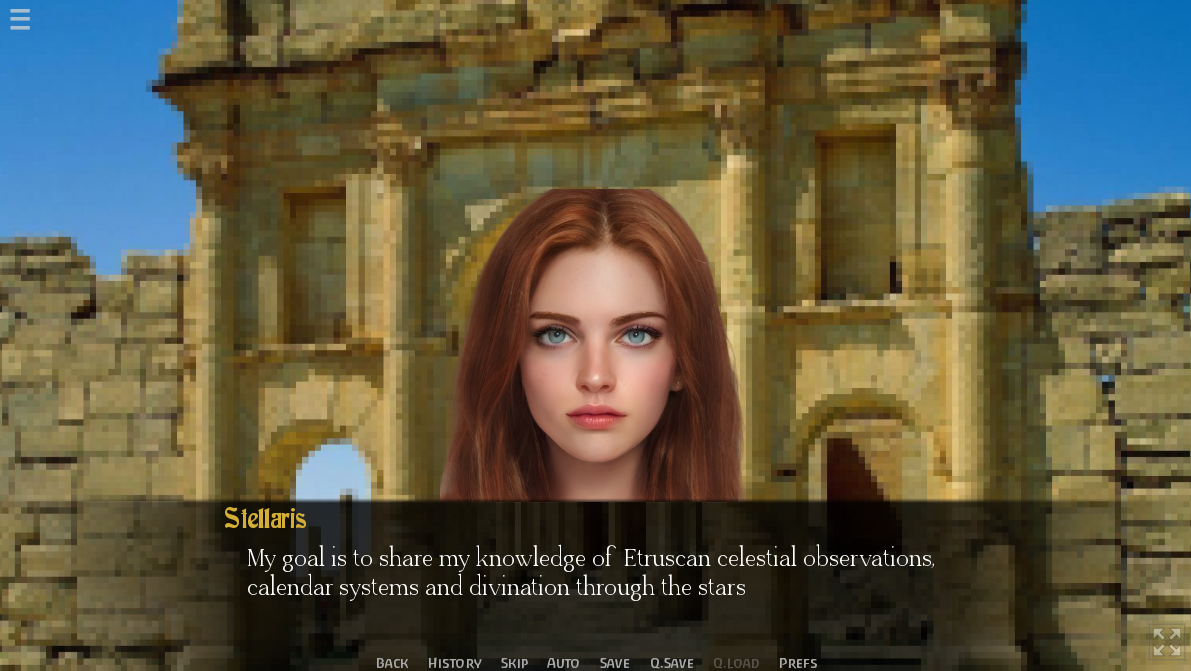 Stellaris
My goal is to share my knowledge of Etruscan celestial observations,
calendar systems and divination through the stars
Back History Skip Auto Save Q.Save Q.Load Prefs